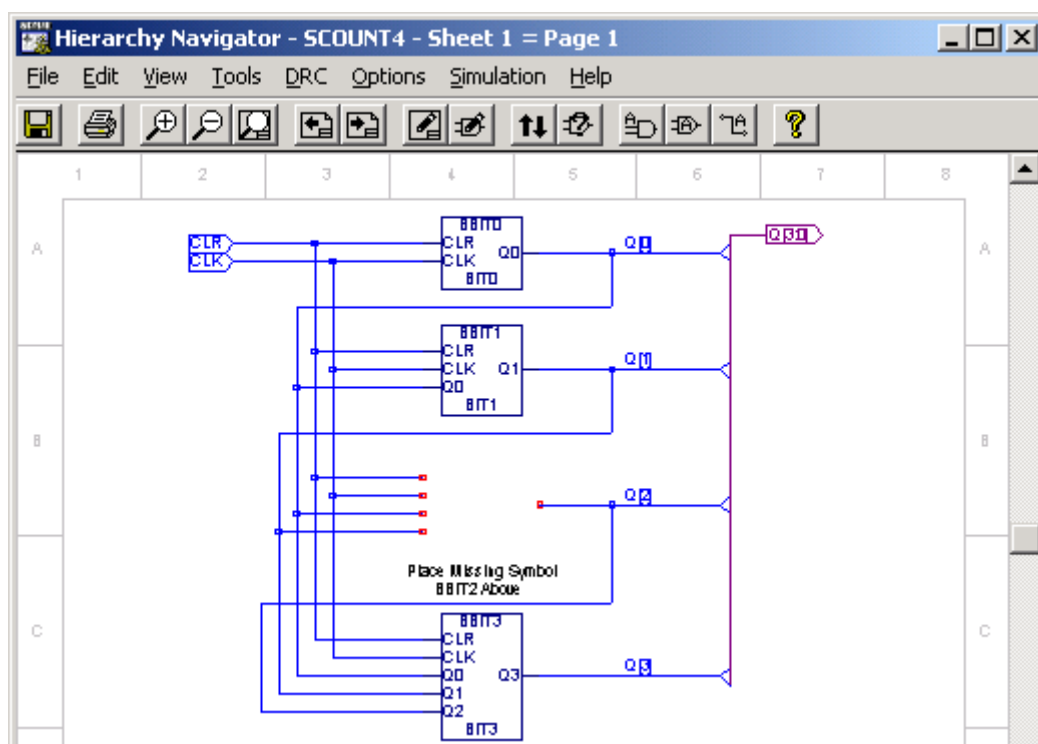 Hierarchy Navigator - SCOUNT4 - Sheet 1 = Page 1
File Edit View Tools DRC Options Simulation Help
1 2 3 4 5 6 7 8
A A
BBIT0
CLR
CLK
CLR
CLK
Q0
BIT0
Q[0]
Q[3:0]
BBIT1
CLR
CLK
Q0
Q1
BIT1
Q[1]
B B
Q[2]
Place Missing Symbol
BBIT2 Above
C C
BBIT3
CLR
CLK
Q0
Q1
Q2
Q3
BIT3
Q[3]